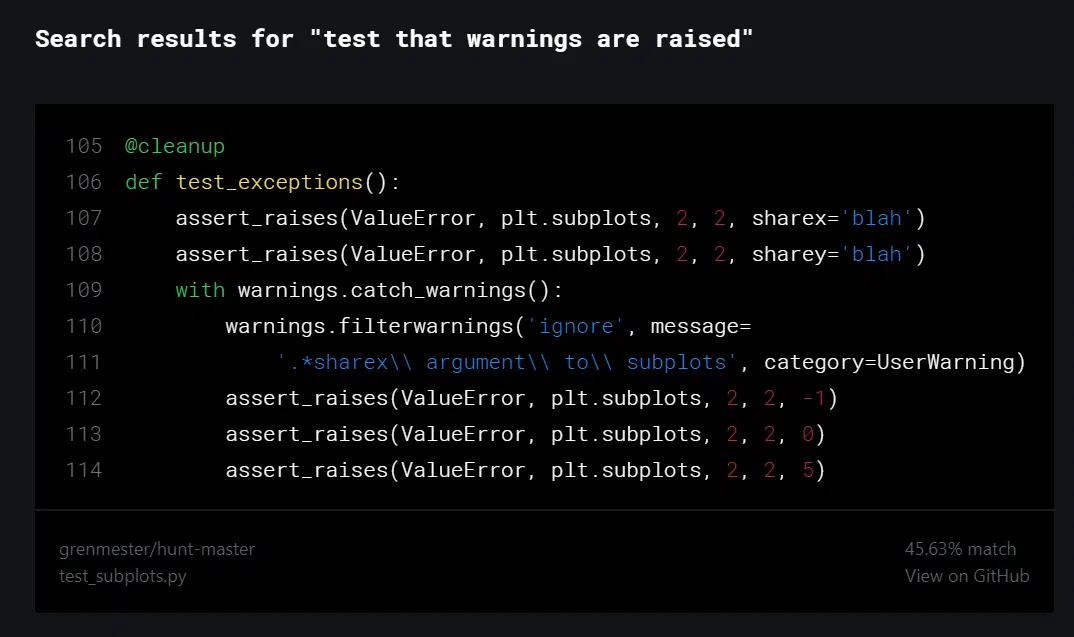 Search results for "test that warnings are raised"
105 @cleanup
106 def test_exceptions():
107     assert_raises(ValueError, plt.subplots, 2, 2, sharex='blah')
108     assert_raises(ValueError, plt.subplots, 2, 2, sharey='blah')
109     with warnings.catch_warnings():
110         warnings.filterwarnings('ignore', message=
111             '.*sharex\\ argument\\ to\\ subplots', category=UserWarning)
112         assert_raises(ValueError, plt.subplots, 2, 2, -1)
113         assert_raises(ValueError, plt.subplots, 2, 2, 0)
114         assert_raises(ValueError, plt.subplots, 2, 2, 5)
grenmester/hunt-master 45.63% match
test_subplots.py View on GitHub